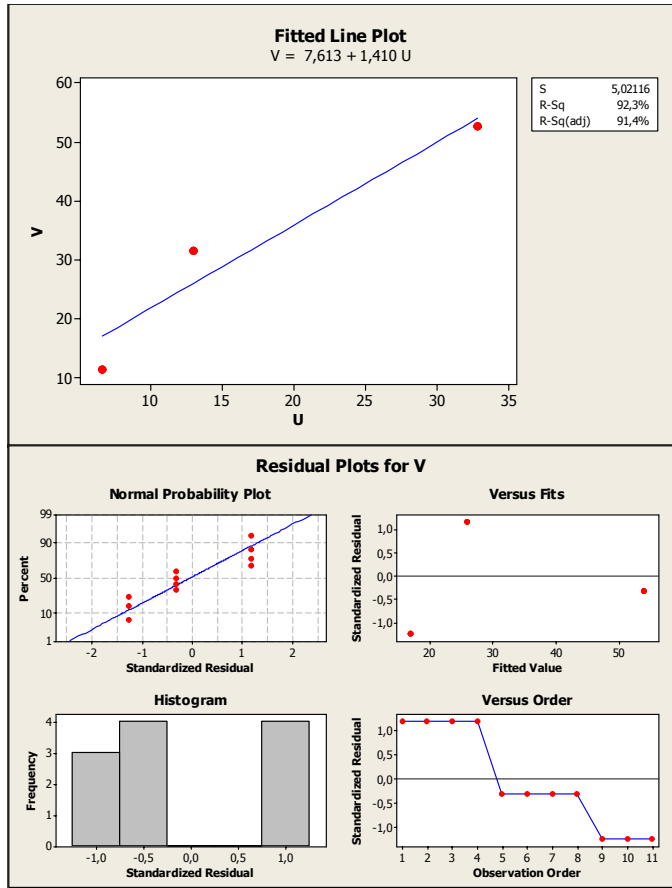 Fitted Line Plot
V = 7,613 + 1,410 U
60
50
40
30
20
10
V
10 15 20 25 30 35
U
S 5,02116
R-Sq 92,3%
R-Sq(adj) 91,4%
Residual Plots for V
Normal Probability Plot
99
90
50
10
1
Percent
-2 -1 0 1 2
Standardized Residual
Versus Fits
Standardized Residual
1,0
0,5
0,0
-0,5
-1,0
20 30 40 50
Fitted Value
Histogram
4
3
2
1
0
Frequency
-1,0 -0,5 0,0 0,5 1,0
Standardized Residual
Versus Order
Standardized Residual
1,0
0,5
0,0
-0,5
-1,0
1 2 3 4 5 6 7 8 9 10 11
Observation Order